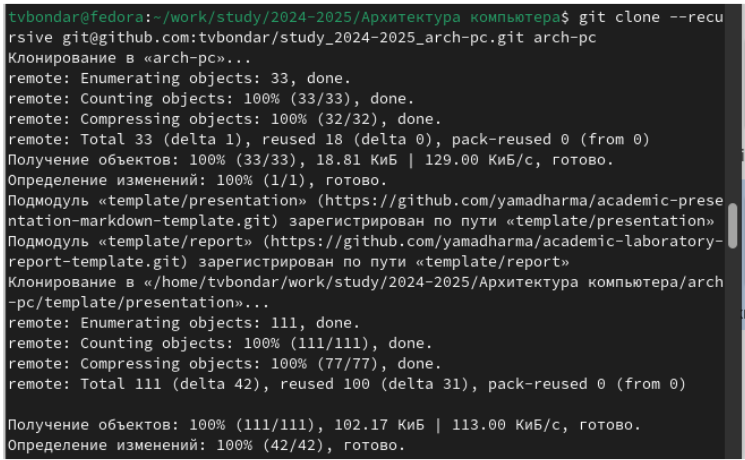 tvbondar@fedora:~/work/study/2024-2025/Архитектура компьютера$ git clone --recu
rsive git@github.com:tvbondar/study_2024-2025_arch-pc.git arch-pc
Клонирование в «arch-pc»...
remote: Enumerating objects: 33, done.
remote: Counting objects: 100% (33/33), done.
remote: Compressing objects: 100% (32/32), done.
remote: Total 33 (delta 1), reused 18 (delta 0), pack-reused 0 (from 0)
Получение объектов: 100% (33/33), 18.81 КиБ | 129.00 КиБ/с, готово.
Определение изменений: 100% (1/1), готово.
Подмодуль «template/presentation» (https://github.com/yamadharma/academic-prese
ntation-markdown-template.git) зарегистрирован по пути «template/presentation»
Подмодуль «template/report» (https://github.com/yamadharma/academic-laboratory-
report-template.git) зарегистрирован по пути «template/report»
Клонирование в «/home/tvbondar/work/study/2024-2025/Архитектура компьютера/arch
-pc/template/presentation»...
remote: Enumerating objects: 111, done.
remote: Counting objects: 100% (111/111), done.
remote: Compressing objects: 100% (77/77), done.
remote: Total 111 (delta 42), reused 100 (delta 31), pack-reused 0 (from 0)
Получение объектов: 100% (111/111), 102.17 КиБ | 113.00 КиБ/с, готово.
Определение изменений: 100% (42/42), готово.